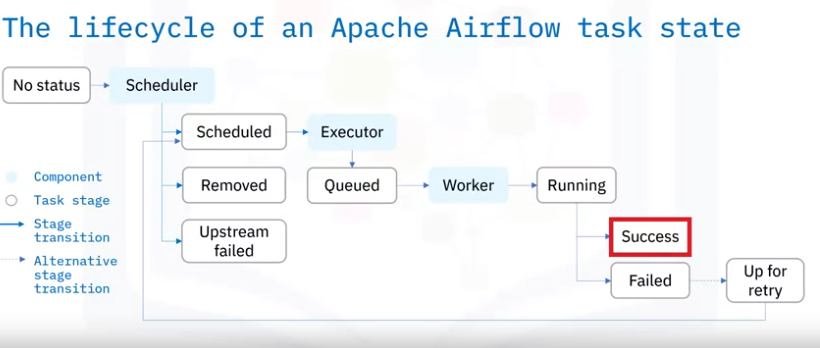 The lifecycle of an Apache Airflow task state
No status
Scheduler
Scheduled
Executor
Removed
Queued
Worker
Running
Upstream
failed
Success
Failed
Up for
retry
Component
Task stage
Stage
transition
Alternative
stage
transition